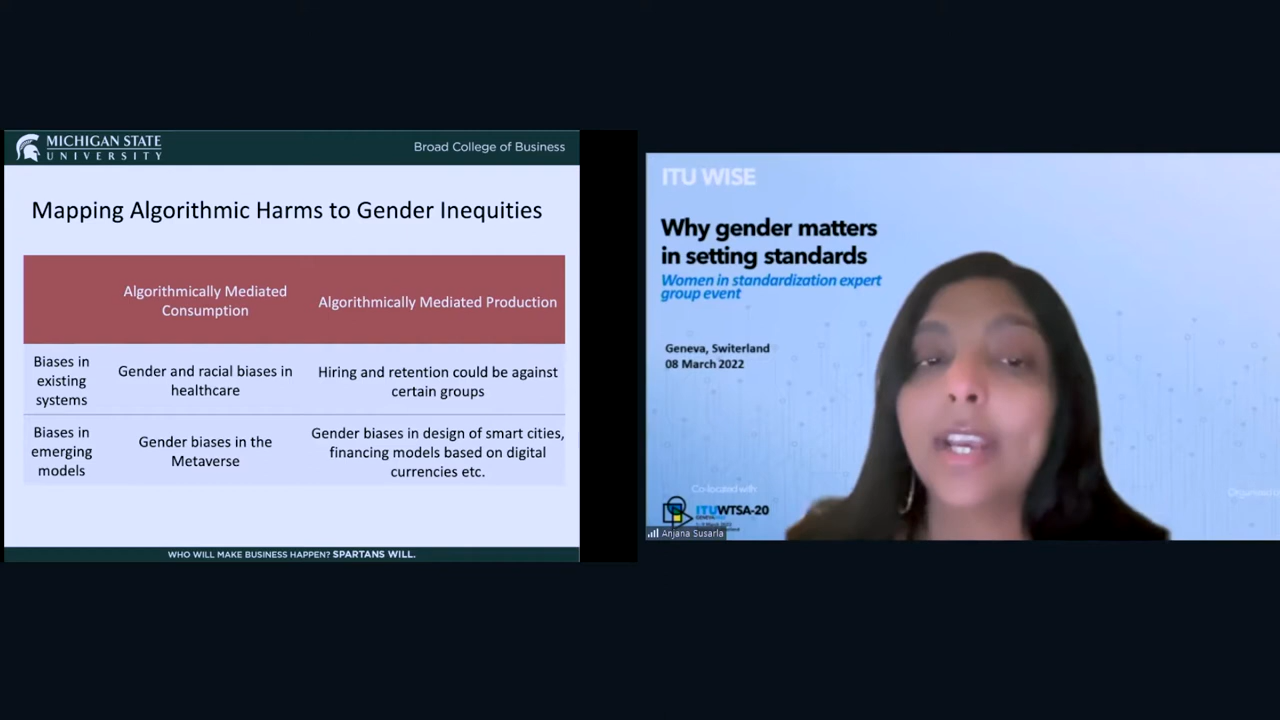 MICHIGAN STATE
UNIVERSITY
Broad College of Business
Mapping Algorithmic Harms to Gender Inequities
Algorithmically Mediated
Consumption
Algorithmically Mediated Production
Biases in
existing
systems
Gender and racial biases in
healthcare
Hiring and retention could be against
certain groups
Biases in
emerging
models
Gender biases in the
Metaverse
Gender biases in design of smart cities,
financing models based on digital
currencies etc.
WHO WILL MAKE BUSINESS HAPPEN? SPARTANS WILL.
ITU WISE
Why gender matters
in setting standards
Women in standardization expert
group event
Geneva, Switerland
08 March 2022
Co-located with:
ITUWTSA-20
Anjana Susarla